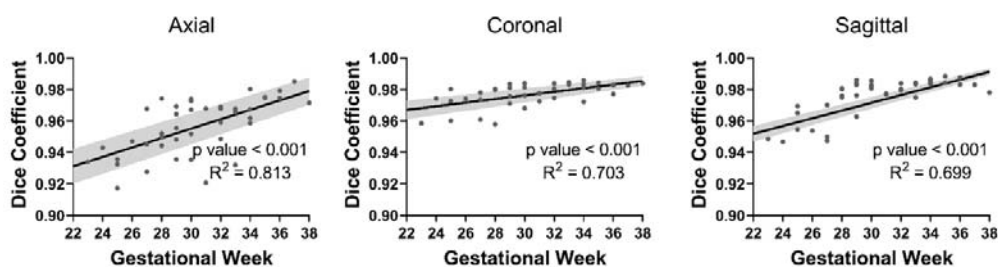 Axial
Dice Coefficient
1.00
0.98
0.96
0.94
0.92
0.90
p value < 0.001
R² = 0.813
22 24 26 28 30 32 34 36 38
Gestational Week
Coronal
Dice Coefficient
1.00
0.98
0.96
0.94
0.92
0.90
p value < 0.001
R² = 0.703
22 24 26 28 30 32 34 36 38
Gestational Week
Sagittal
Dice Coefficient
1.00
0.98
0.96
0.94
0.92
0.90
p value < 0.001
R² = 0.699
22 24 26 28 30 32 34 36 38
Gestational Week